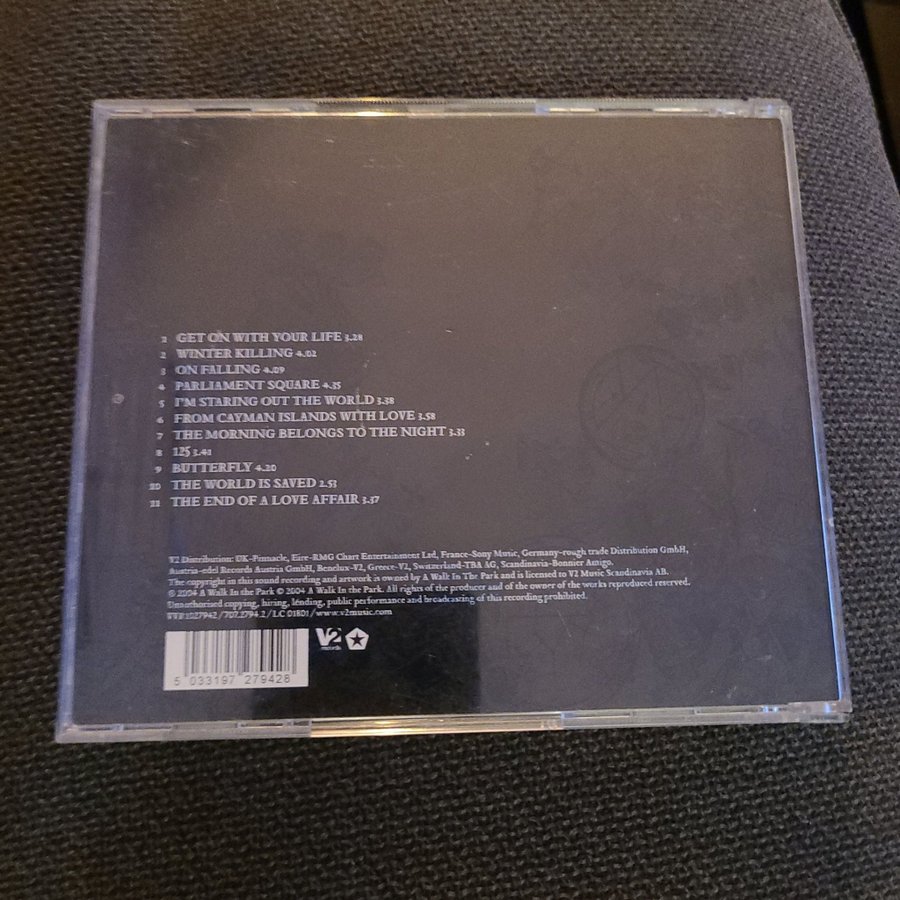 1 GET ON WITH YOUR LIFE 3.28
2 WINTER KILLING 4.02
3 ON FALLING 4.09
4 PARLIAMENT SQUARE 4.35
5 I'M STARING OUT THE WORLD 3.38
6 FROM CAYMAN ISLANDS WITH LOVE 3.58
7 THE MORNING BELONGS TO THE NIGHT 3.33
8 125 3.41
9 BUTTERFLY 4.20
10 THE WORLD IS SAVED 2.53
11 THE END OF A LOVE AFFAIR 3.37
V2 Distribution: UK-Pinnacle, Eire-RMG Chart Entertainment Ltd, France-Sony Music, Germany-rough trade Distribution GmbH,
Austria-edel Records Austria GmbH, Benelux-V2, Greece-V2, Switzerland-TBA AG, Scandinavia-Bonnier Amigo.
The copyright in this sound recording and artwork is owned by A Walk In The Park and is licensed to V2 Music Scandinavia AB.
℗ 2004 A Walk In the Park © 2004 A Walk In the Park. All rights of the producer and of the owner of the works reproduced reserved.
Unauthorised copying, hiring, lending, public performance and broadcasting of this recording prohibited.
VVR1027942 / 707.2794.2 / LC 01801 / www.v2music.com
V2
records
5 033197 279428